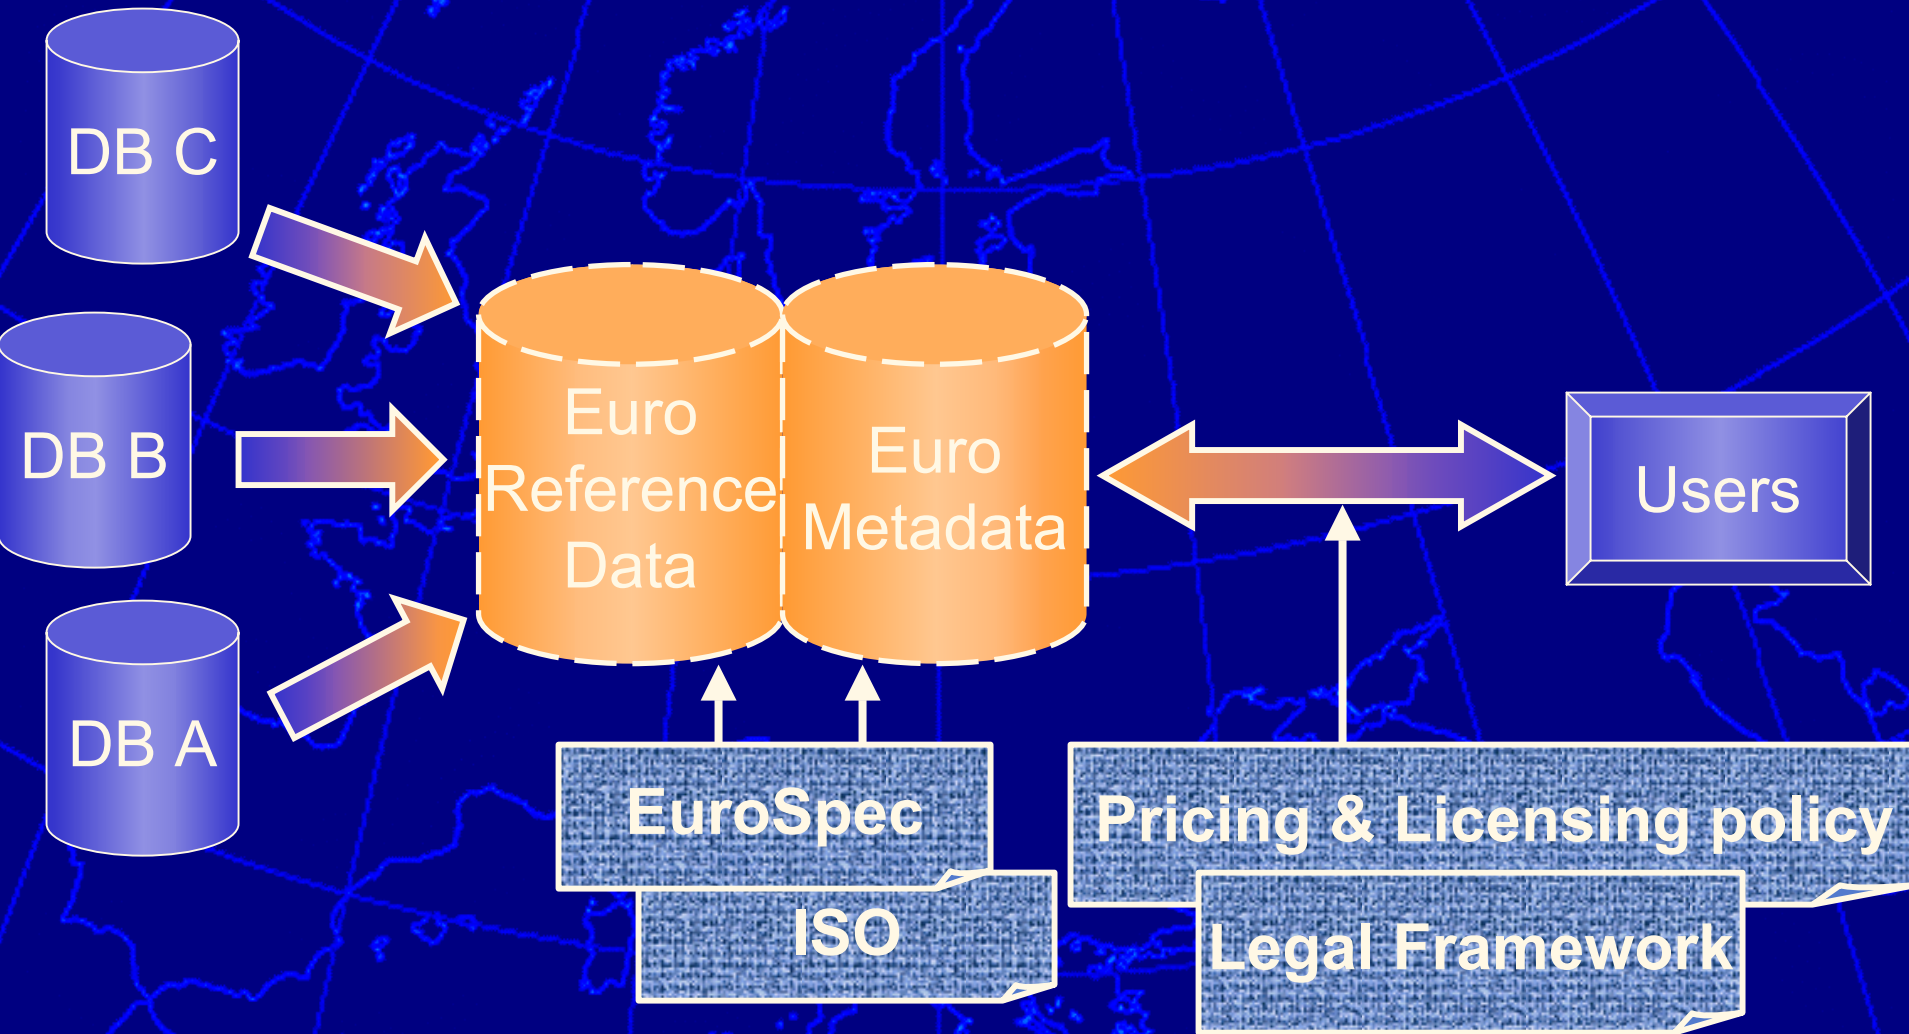 DB C
DB B
DB A
Euro
Reference
Data
Euro
Metadata
Users
EuroSpec
ISO
Pricing & Licensing policy
Legal Framework